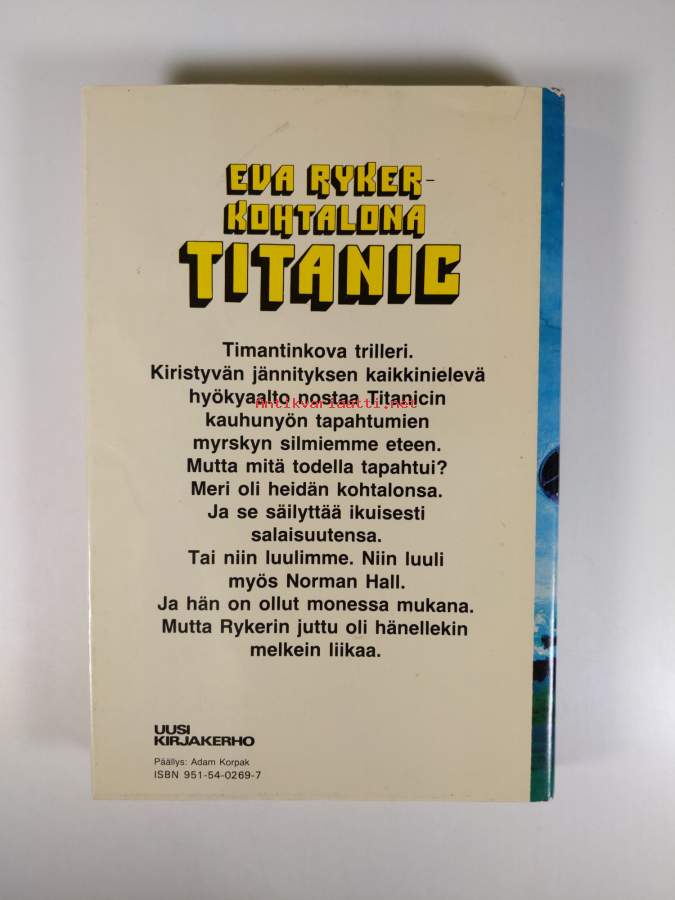 EVA RYKER-
KOHTALONA
TITANIC
Timantinkova trilleri.
Kiristyvän jännityksen kaikkinielevä
hyökyaalto nostaa Titanicin
Antikvariaatti.net
kauhunyön tapahtumien
myrskyn silmiemme eteen.
Mutta mitä todella tapahtui?
Meri oli heidän kohtalonsa.
Ja se säilyttää ikuisesti
salaisuutensa.
Tai niin luulimme. Niin luuli
myös Norman Hall.
Ja hän on ollut monessa mukana.
Mutta Rykerin juttu oli hänellekin
melkein liikaa.
UUSI
KIRJAKERHO
Päällys: Adam Korpak
ISBN 951-54-0269-7